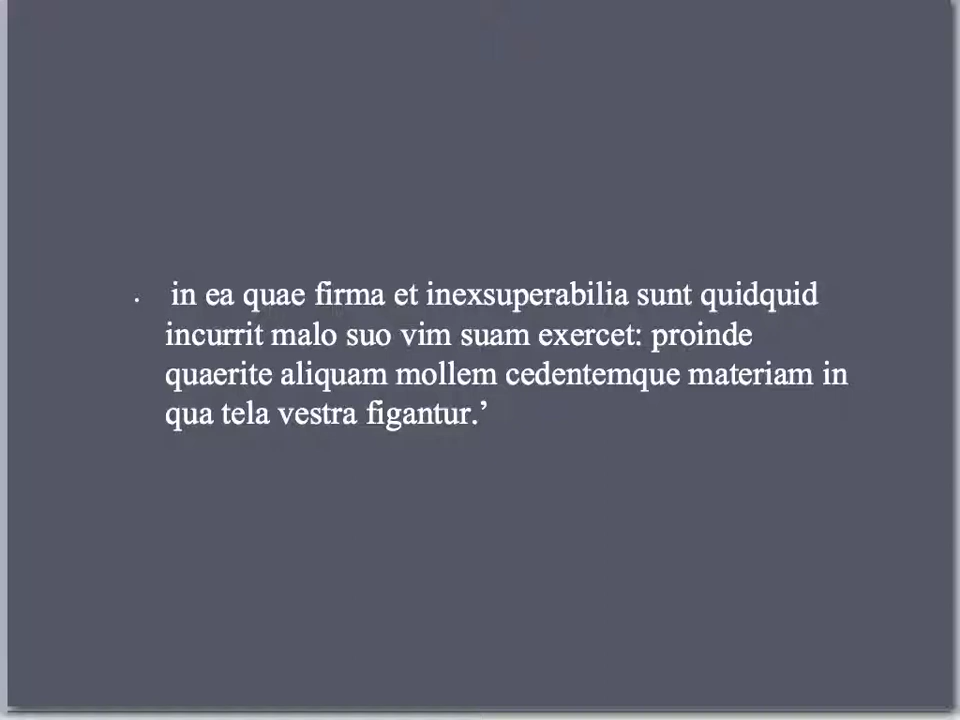 · in ea quae firma et inexsuperabilia sunt quidquid
incurrit malo suo vim suam exercet: proinde
quaerite aliquam mollem cedentemque materiam in
qua tela vestra figantur.’